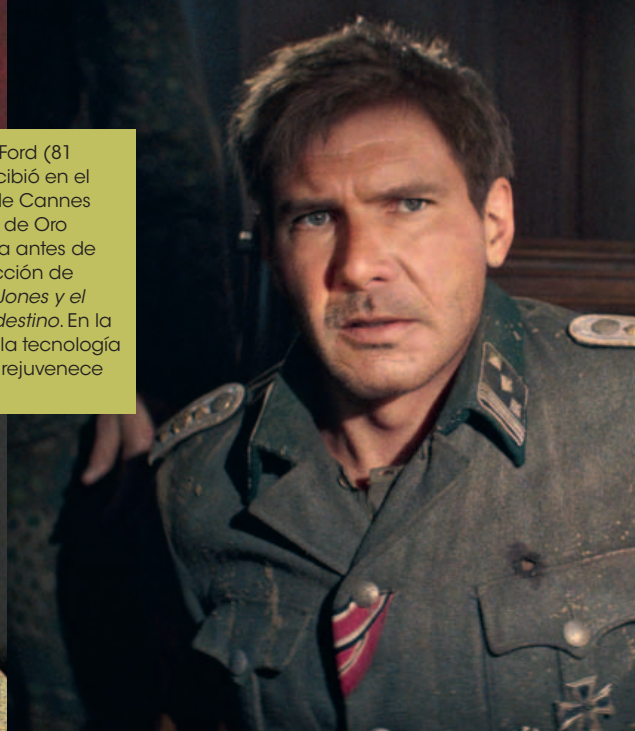 Ford (81
cibió en el
de Cannes
de Oro
a antes de
cción de
Jones y el
destino. En la
la tecnología
rejuvenece